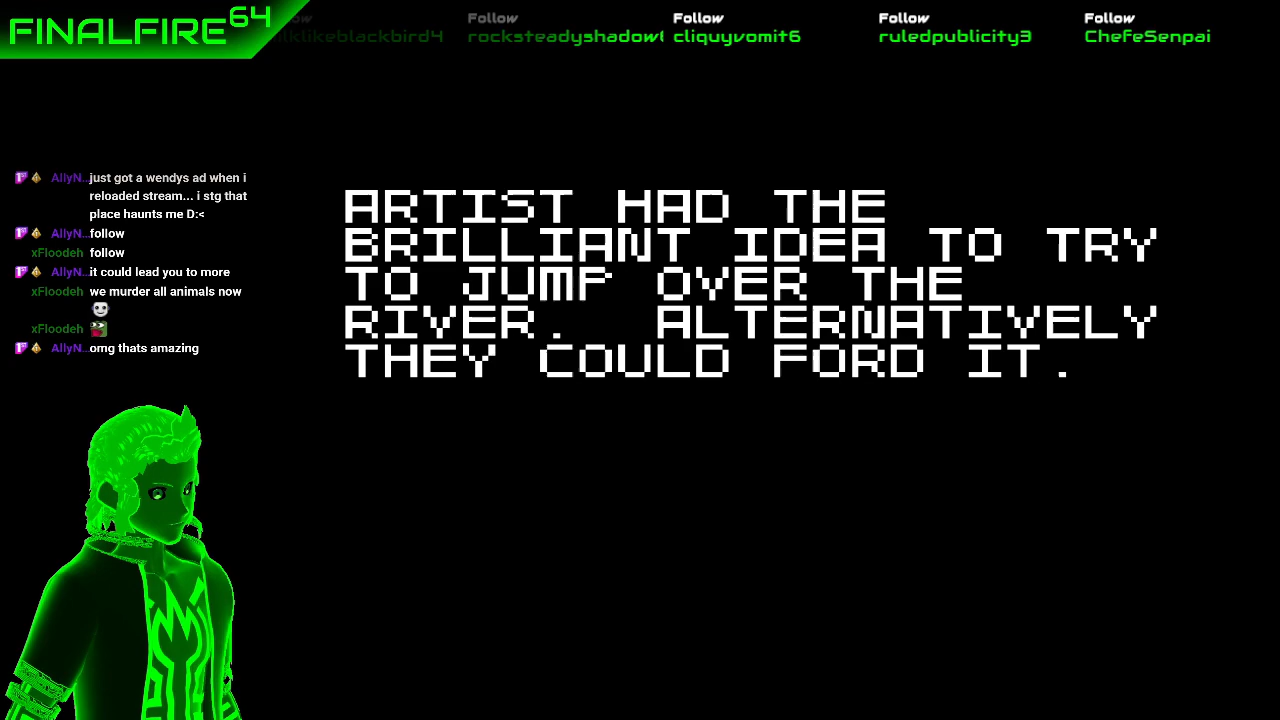 FINALFIRE64
Follow Follow Follow Follow
klikeblackbird4 rocksteadyshadow cliquyvomit6 ruledpublicity3 ChefeSenpai
AllyN... just got a wendys ad when i
reloaded stream... i stg that
place haunts me D:<
AllyN... follow
xFloodeh follow
AllyN... it could lead you to more
xFloodeh we murder all animals now
xFloodeh
AllyN... omg thats amazing
ARTIST HAD THE
BRILLIANT IDEA TO TRY
TO JUMP OVER THE
RIVER. ALTERNATIVELY
THEY COULD FORD IT.